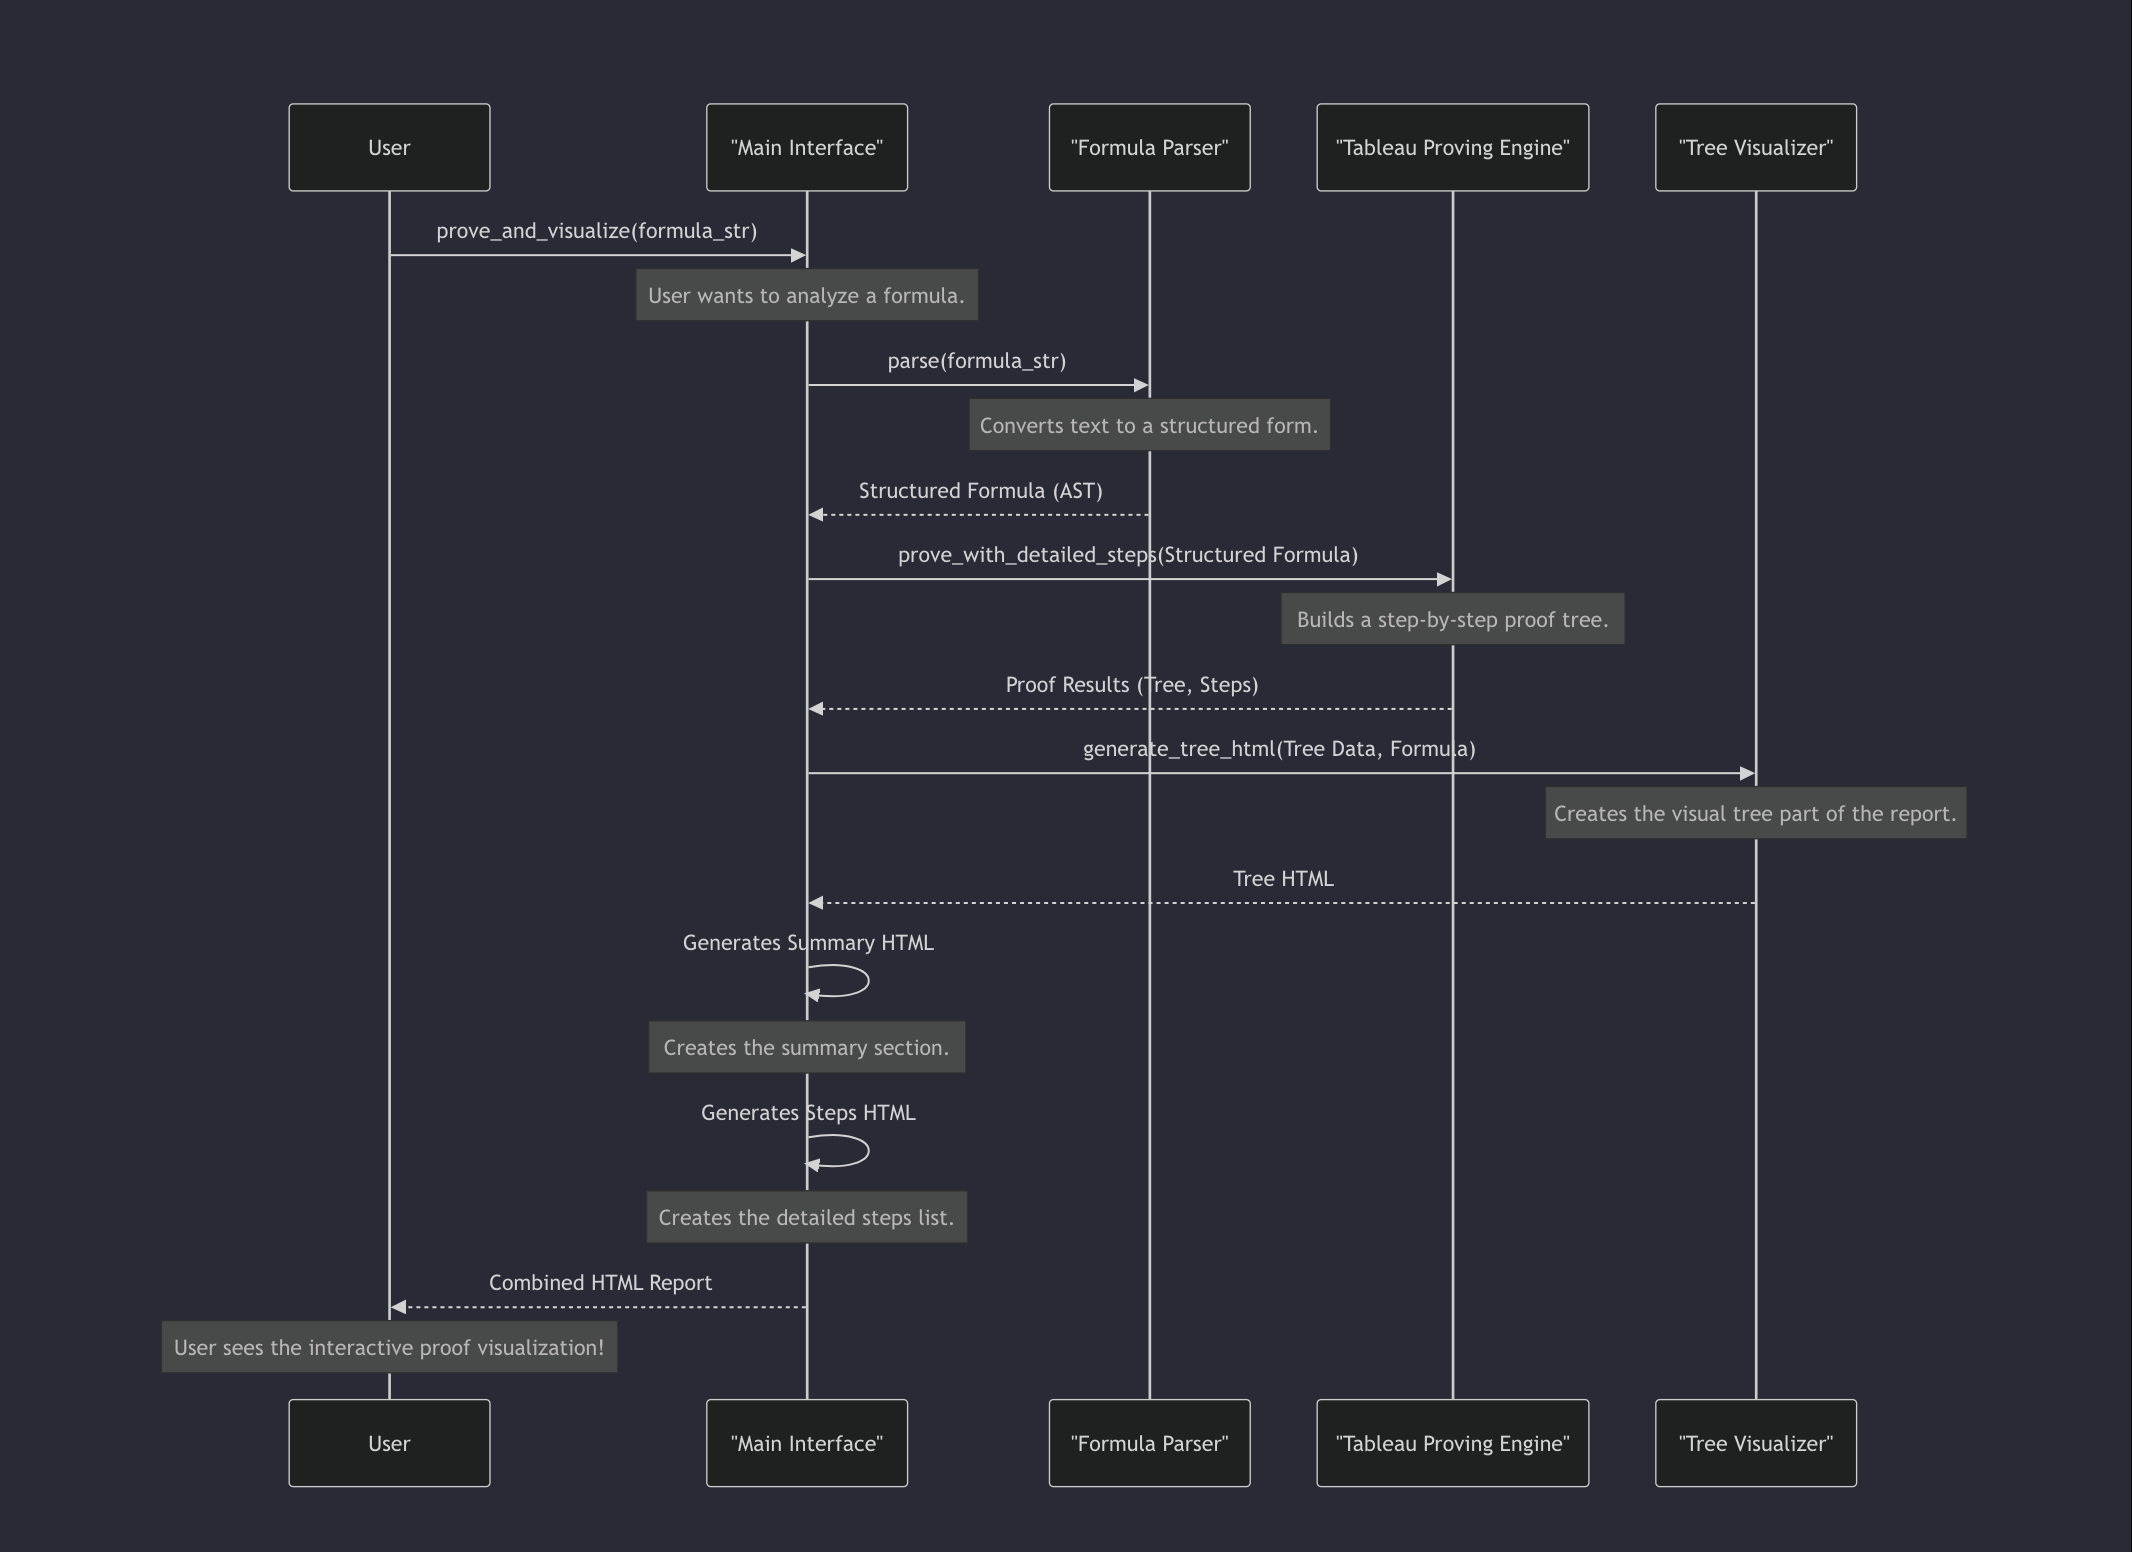 User
"Main Interface"
"Formula Parser"
"Tableau Proving Engine"
"Tree Visualizer"
prove_and_visualize(formula_str)
User wants to analyze a formula.
parse(formula_str)
Converts text to a structured form.
Structured Formula (AST)
prove_with_detailed_steps(Structured Formula)
Builds a step-by-step proof tree.
Proof Results (Tree, Steps)
generate_tree_html(Tree Data, Formula)
Creates the visual tree part of the report.
Tree HTML
Generates Summary HTML
Creates the summary section.
Generates Steps HTML
Creates the detailed steps list.
Combined HTML Report
User sees the interactive proof visualization!
User
"Main Interface"
"Formula Parser"
"Tableau Proving Engine"
"Tree Visualizer"